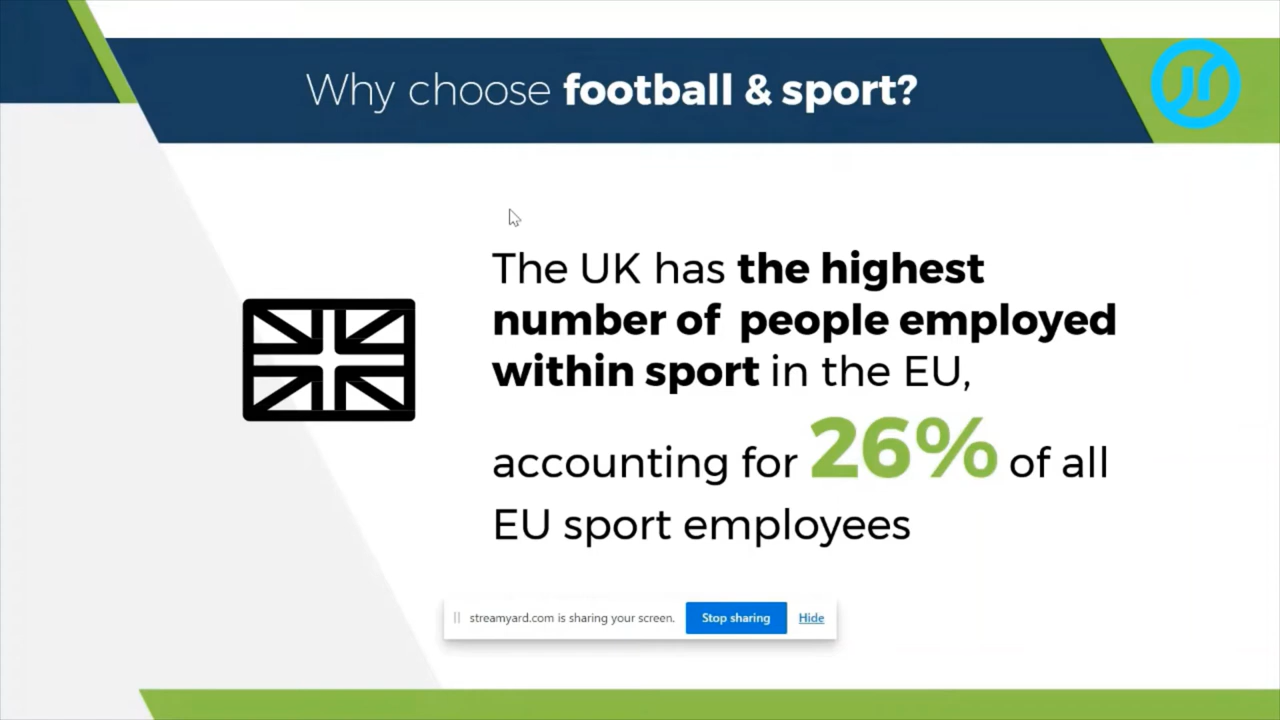 Why choose football & sport?
The UK has the highest
number of people employed
within sport in the EU,
accounting for 26% of all
EU sport employees
streamyard.com is sharing your screen. Stop sharing Hide